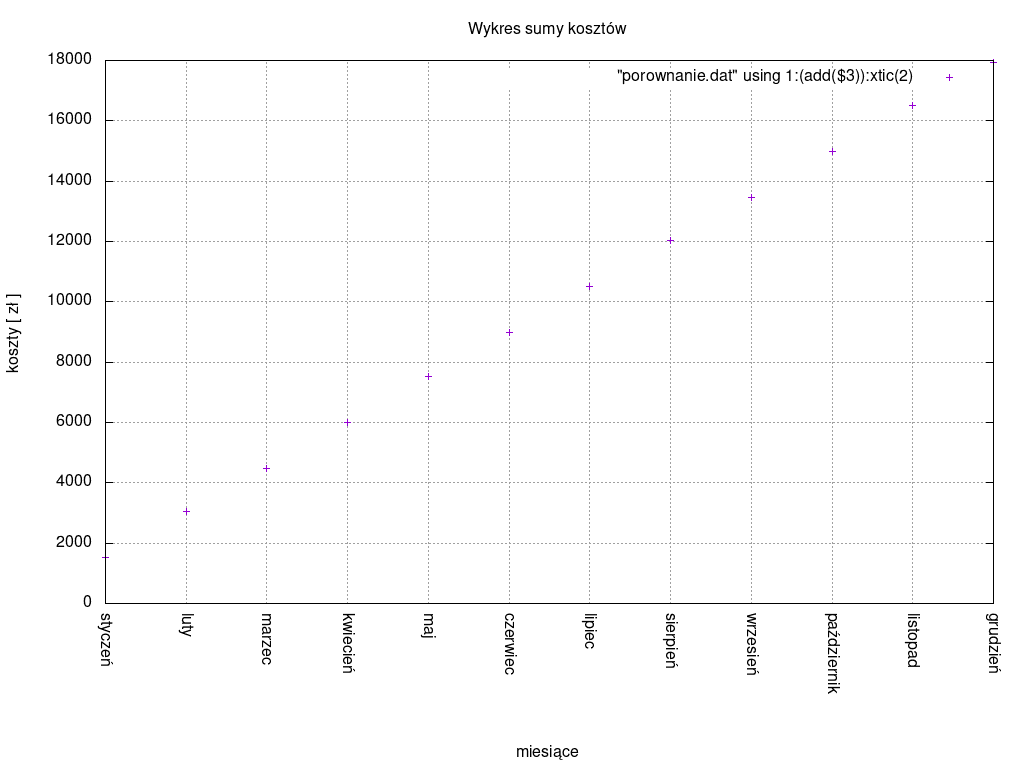 Wykres sumy kosztów
"porownanie.dat" using 1:(add($3)):xtic(2)
18000
16000
14000
12000
10000
8000
6000
4000
2000
0
koszty [ zł ]
styczeń
luty
marzec
kwiecień
maj
czerwiec
lipiec
sierpień
wrzesień
październik
listopad
grudzień
miesiące